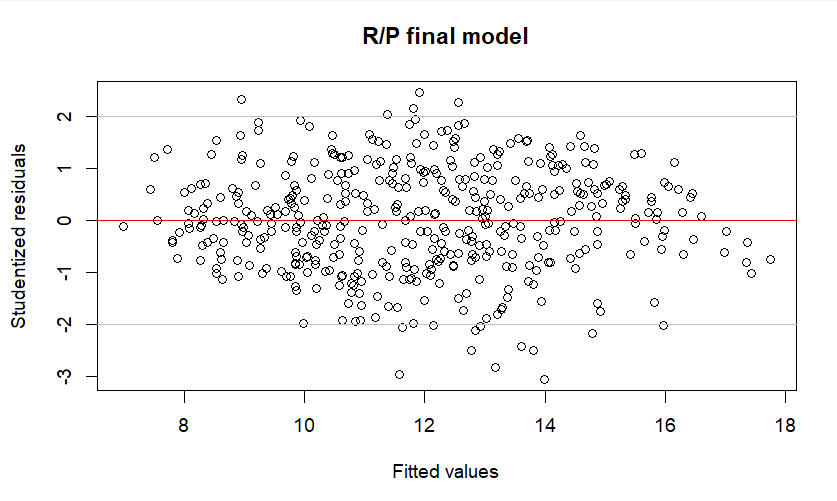 R/P final model
Studentized residuals
2
1
0
-1
-2
-3
8 10 12 14 16 18
Fitted values